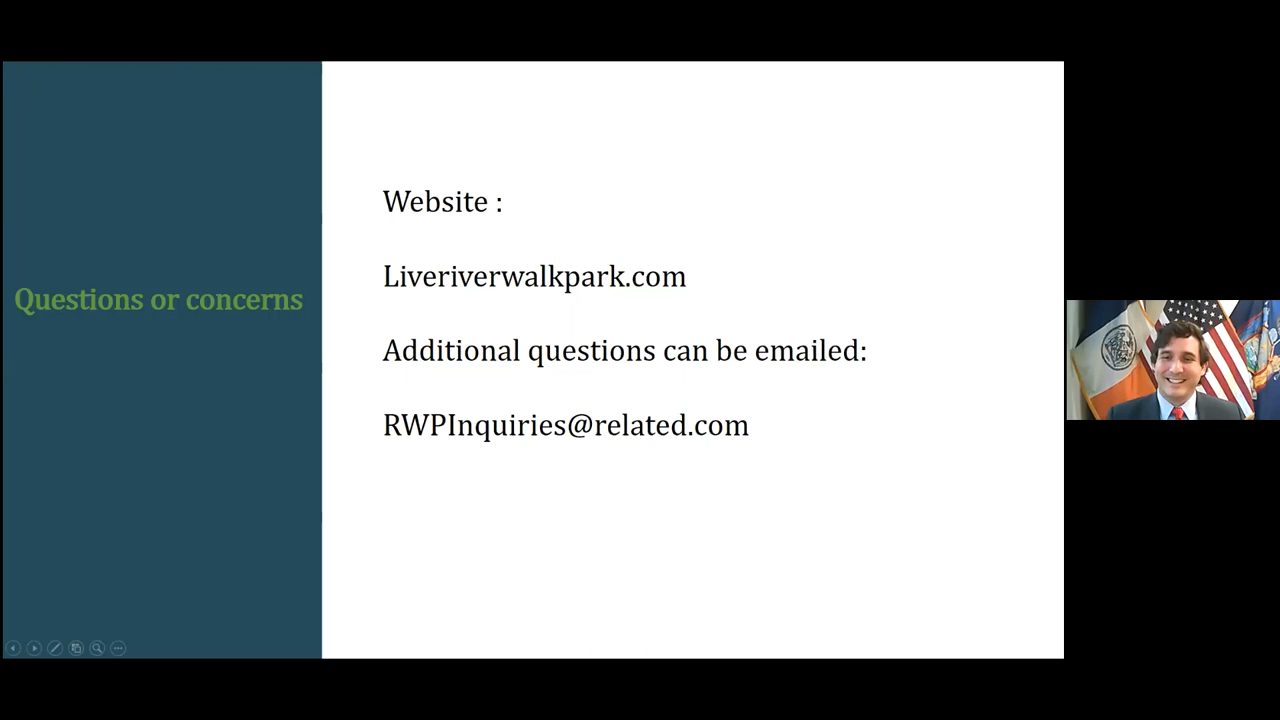 Questions or concerns
Website :
Liveriverwalkpark.com
Additional questions can be emailed:
RWPInquiries@related.com